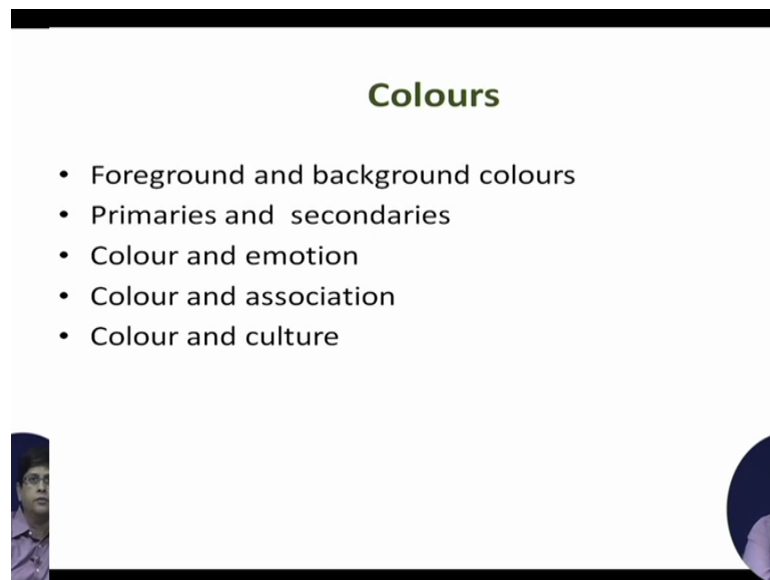 Colours
• Foreground and background colours
• Primaries and  secondaries
• Colour and emotion
• Colour and association
• Colour and culture